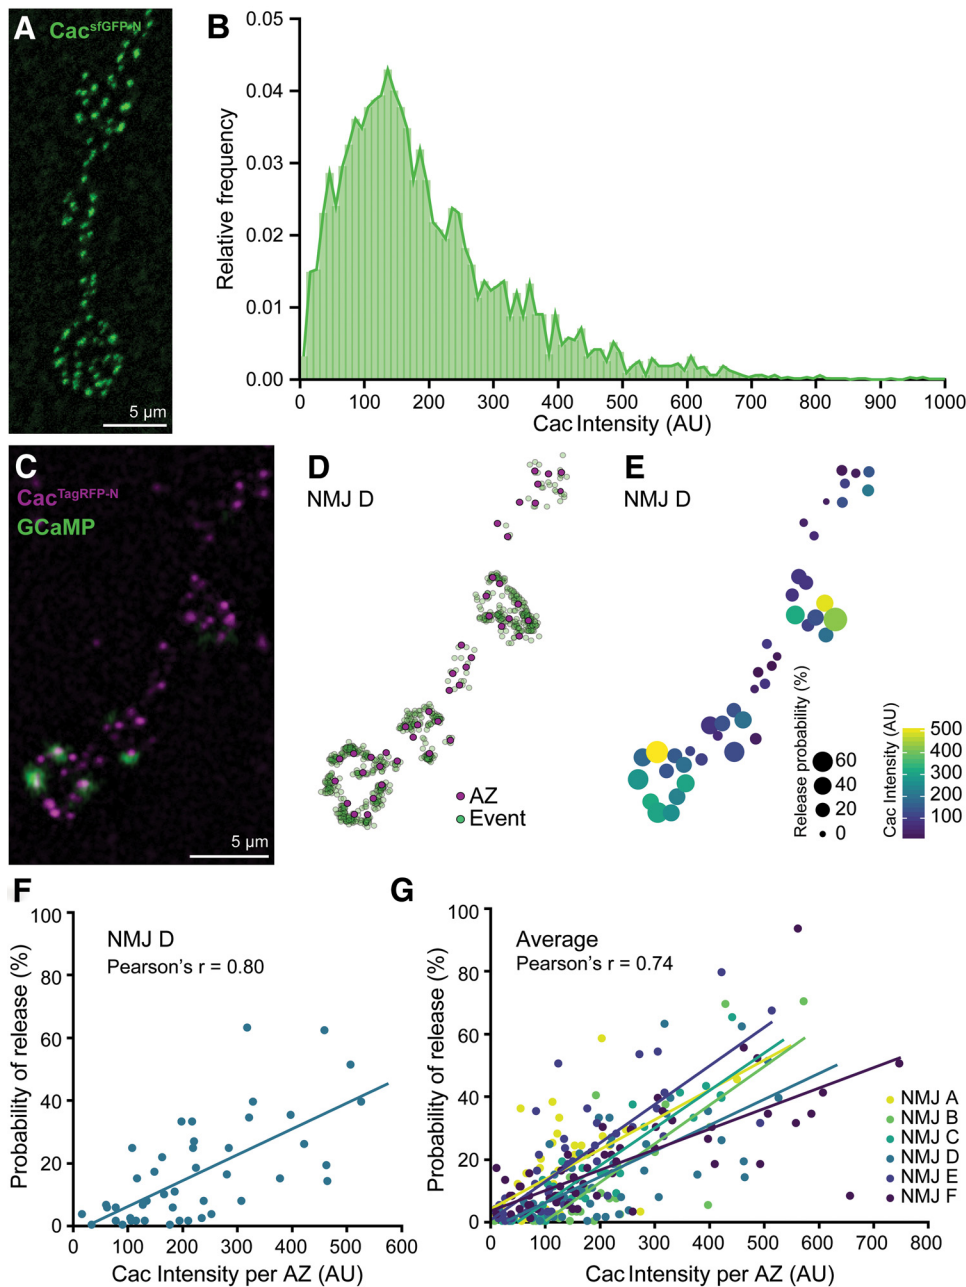 A
Cac^sfGFP-N
5 µm
B
Relative frequency
0.05
0.04
0.03
0.02
0.01
0.00
0 100 200 300 400 500 600 700 800 900 1000
Cac Intensity (AU)
C
Cac^TagRFP-N
GCaMP
5 µm
D
NMJ D
AZ
Event
E
NMJ D
Release probability (%)
60
40
20
0
Cac Intensity (AU)
500
400
300
200
100
F
NMJ D
Pearson's r = 0.80
Probability of release (%)
100
80
60
40
20
0
0 100 200 300 400 500 600
Cac Intensity per AZ (AU)
G
Average
Pearson's r = 0.74
Probability of release (%)
100
80
60
40
20
0
0 100 200 300 400 500 600 700 800
Cac Intensity per AZ (AU)
NMJ A
NMJ B
NMJ C
NMJ D
NMJ E
NMJ F